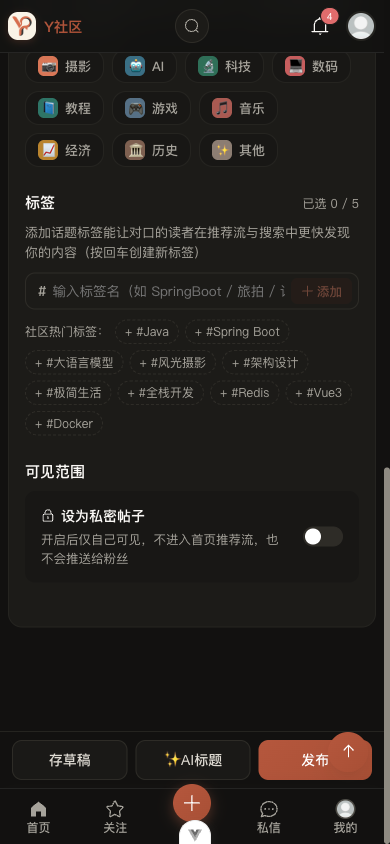 Y社区
4
摄影 AI 科技 数码
教程 游戏 音乐
经济 历史 其他
标签 已选 0 / 5
添加话题标签能让对口的读者在推荐流与搜索中更快发现
你的内容（按回车创建新标签）
# 输入标签名（如 SpringBoot / 旅拍 / + 添加
社区热门标签： + #Java + #Spring Boot
+ #大语言模型 + #风光摄影 + #架构设计
+ #极简生活 + #全栈开发 + #Redis + #Vue3
+ #Docker
可见范围
设为私密帖子
开启后仅自己可见，不进入首页推荐流，也
不会推送给粉丝
存草稿 ✨AI标题 发布
首页 关注 私信 我的